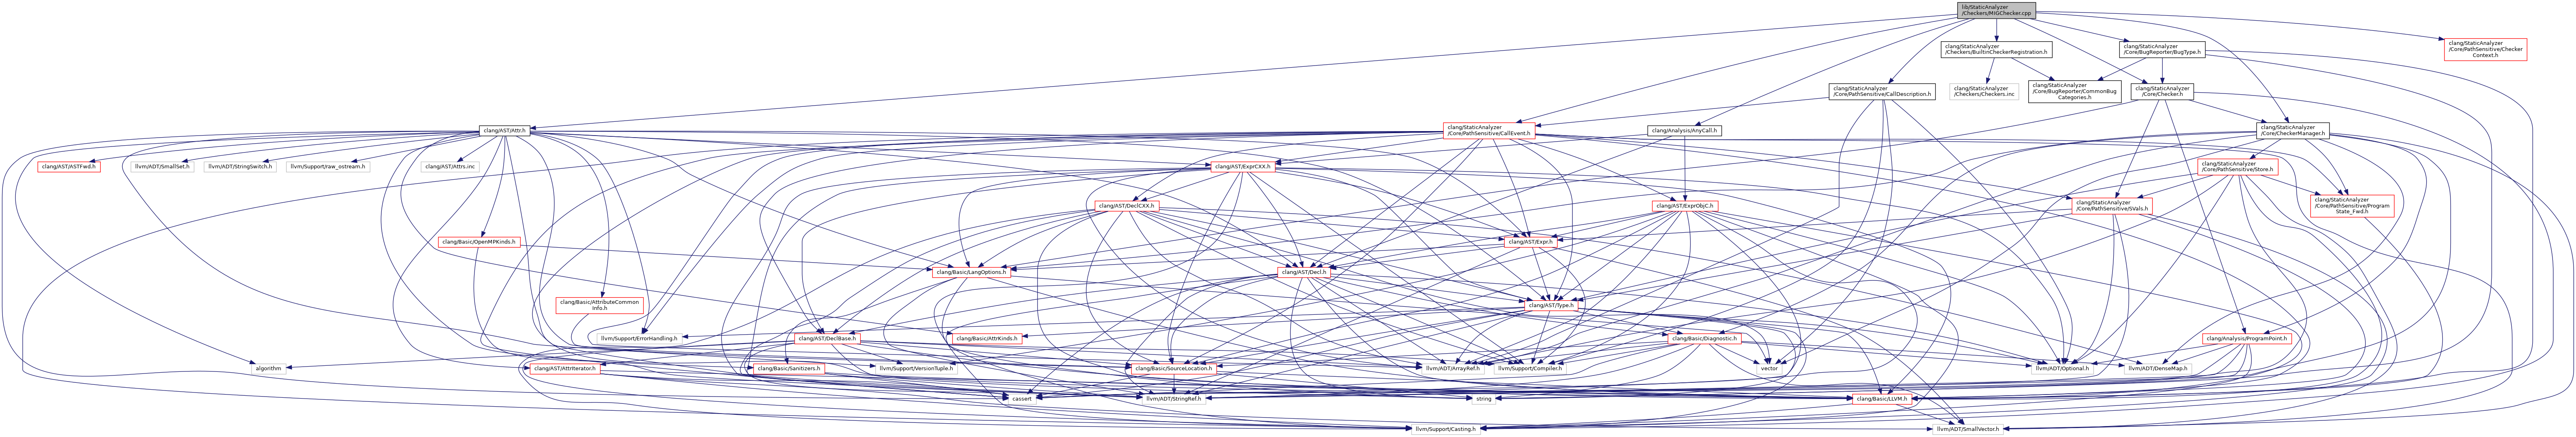 lib/StaticAnalyzer
/Checkers/MIGChecker.cpp
clang/StaticAnalyzer
/Checkers/BuiltinCheckerRegistration.h
clang/StaticAnalyzer
/Core/BugReporter/BugType.h
clang/StaticAnalyzer
/Core/PathSensitive/Checker
Context.h
clang/StaticAnalyzer
/Core/PathSensitive/CallDescription.h
clang/StaticAnalyzer
/Checkers/Checkers.inc
clang/StaticAnalyzer
/Core/BugReporter/CommonBug
Categories.h
clang/StaticAnalyzer
/Core/Checker.h
clang/AST/Attr.h
clang/StaticAnalyzer
/Core/PathSensitive/CallEvent.h
clang/Analysis/AnyCall.h
clang/StaticAnalyzer
/Core/CheckerManager.h
clang/AST/ASTFwd.h
llvm/ADT/SmallSet.h
llvm/ADT/StringSwitch.h
llvm/Support/raw_ostream.h
clang/AST/Attrs.inc
clang/AST/ExprCXX.h
clang/StaticAnalyzer
/Core/PathSensitive/Store.h
clang/AST/DeclCXX.h
clang/AST/ExprObjC.h
clang/StaticAnalyzer
/Core/PathSensitive/SVals.h
clang/StaticAnalyzer
/Core/PathSensitive/Program
State_Fwd.h
clang/Basic/OpenMPKinds.h
clang/AST/Expr.h
clang/Basic/LangOptions.h
clang/AST/Decl.h
clang/Basic/AttributeCommon
Info.h
clang/AST/Type.h
llvm/Support/ErrorHandling.h
clang/AST/DeclBase.h
clang/Basic/AttrKinds.h
clang/Basic/Diagnostic.h
clang/Analysis/ProgramPoint.h
algorithm
clang/AST/AttrIterator.h
clang/Basic/Sanitizers.h
llvm/Support/VersionTuple.h
clang/Basic/SourceLocation.h
llvm/ADT/ArrayRef.h
llvm/Support/Compiler.h
vector
llvm/ADT/Optional.h
llvm/ADT/DenseMap.h
cassert
llvm/ADT/StringRef.h
string
clang/Basic/LLVM.h
llvm/Support/Casting.h
llvm/ADT/SmallVector.h